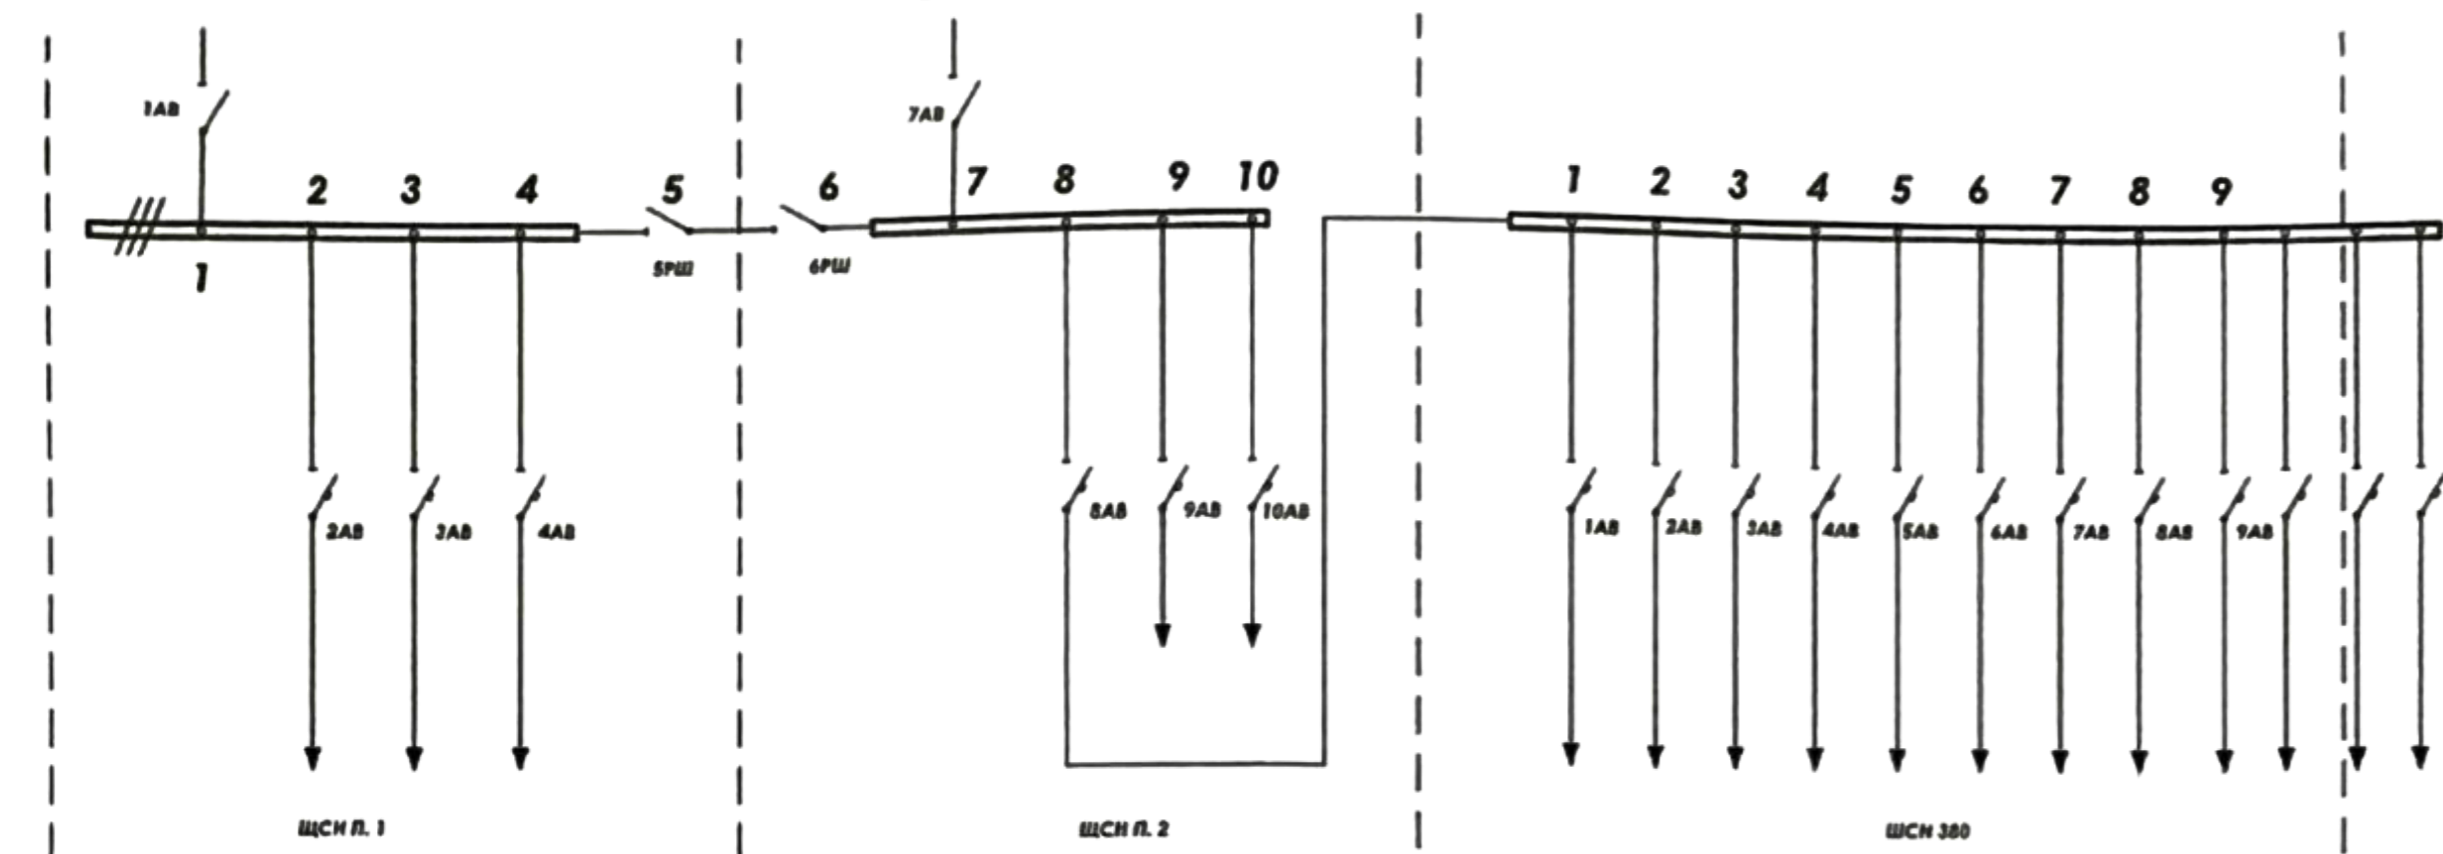 1АВ
7АВ
2 3 4 5 6 7 8 9 10
1 2 3 4 5 6 7 8 9
1
5РШ
6РШ
2АВ 3АВ 4АВ
8АВ 9АВ 10АВ
1АВ 2АВ 3АВ 4АВ 5АВ 6АВ 7АВ 8АВ 9АВ
ЩСН П. 1
ЩСН П. 2
ШСН 380